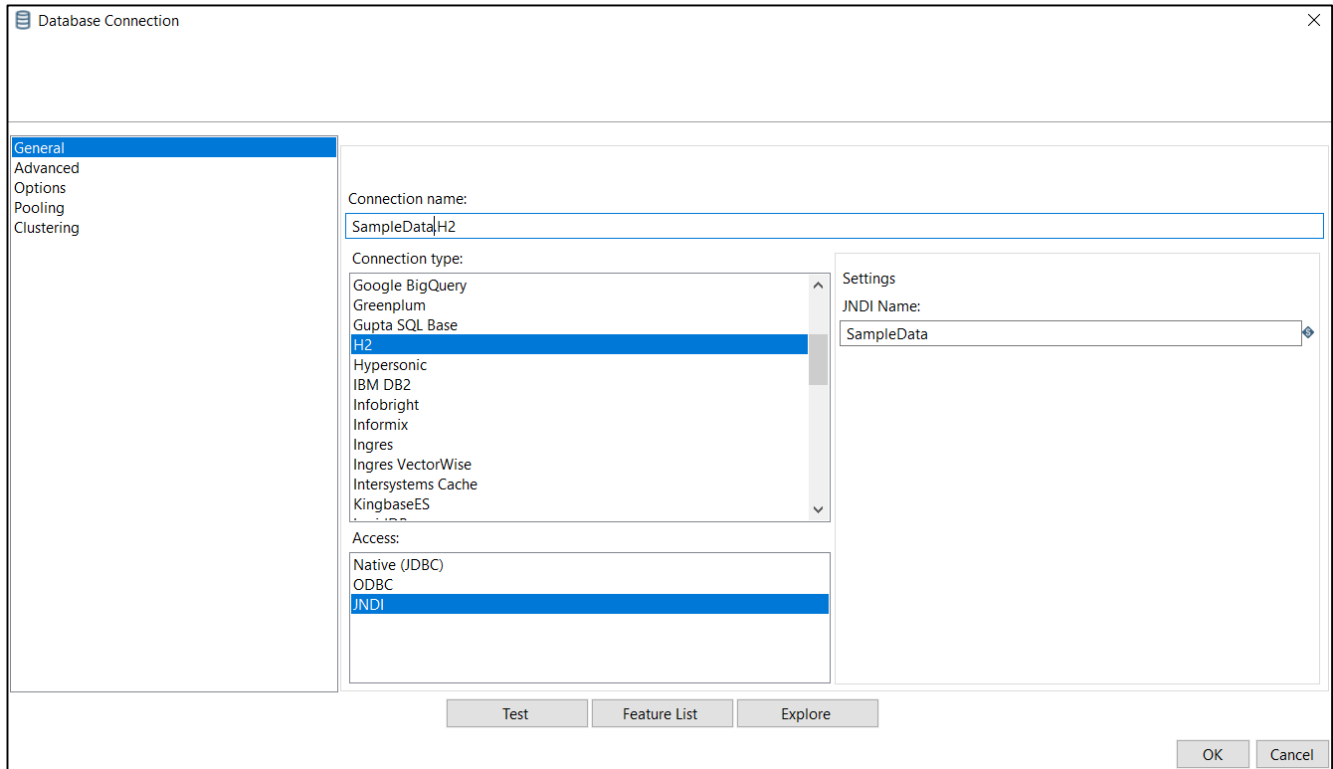 Database Connection
General
Advanced
Options
Pooling
Clustering
Connection name:
SampleData.H2
Connection type:
Google BigQuery
Greenplum
Gupta SQL Base
H2
Hypersonic
IBM DB2
Infobright
Informix
Ingres
Ingres VectorWise
Intersystems Cache
KingbaseES
Access:
Native (JDBC)
ODBC
JNDI
Settings
JNDI Name:
SampleData
Test
Feature List
Explore
OK
Cancel